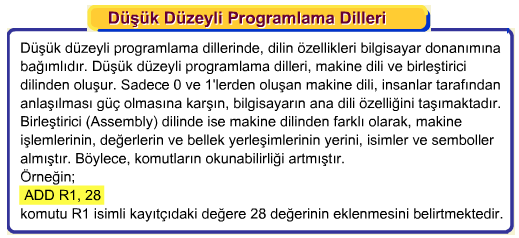 Düşük Düzeyli Programlama Dilleri
Düşük düzeyli programlama dillerinde, dilin özellikleri bilgisayar donanımına
bağımlıdır. Düşük düzeyli programlama dilleri, makine dili ve birleştirici
dilinden oluşur. Sadece 0 ve 1'lerden oluşan makine dili, insanlar tarafından
anlaşılması güç olmasına karşın, bilgisayarın ana dili özelliğini taşımaktadır.
Birleştirici (Assembly) dilinde ise makine dilinden farklı olarak, makine
işlemlerinin, değerlerin ve bellek yerleşimlerinin yerini, isimler ve semboller
almıştır. Böylece, komutların okunabilirliği artmıştır.
Örneğin;
ADD R1, 28
komutu R1 isimli kayıtçıdaki değere 28 değerinin eklenmesini belirtmektedir.